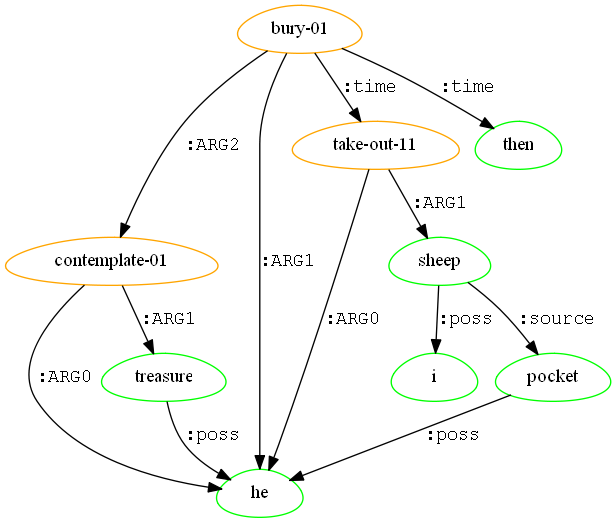 bury-01
:time
:time
take-out-11
then
:ARG2
:ARG1
contemplate-01
:ARG1
sheep
:ARG1
:ARG0
:poss
:source
:ARG0
treasure
i
pocket
:poss
:poss
he